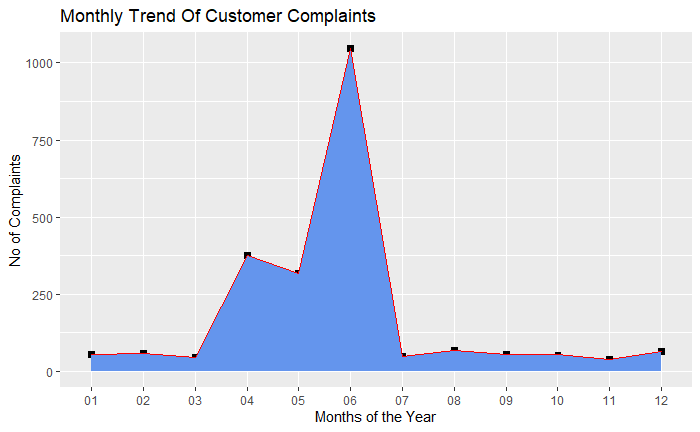 Monthly Trend Of Customer Complaints
No of Complaints
1000
750
500
250
0
01 02 03 04 05 06 07 08 09 10 11 12
Months of the Year